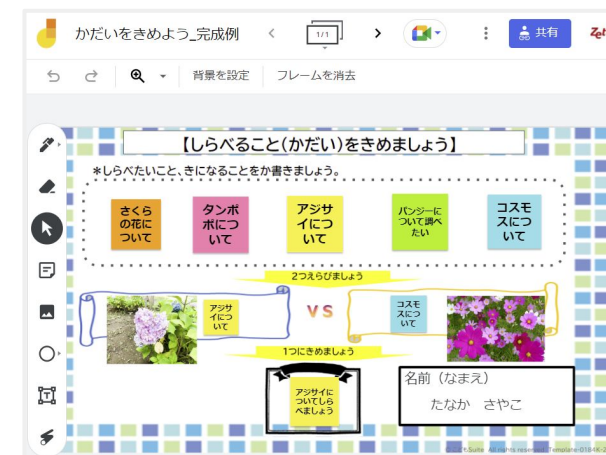 かだいをきめよう_完成例
1/1
共有
背景を設定
フレームを消去
【しらべること(かだい)をきめましょう】
*しらべたいこと、きになることをか書きましょう。
さくら
の花に
ついて
タンポ
ポにつ
いて
アジサ
イにつ
いて
パンジーに
ついて調べ
たい
コスモ
スにつ
いて
2つえらびましょう
アジサ
イにつ
いて
VS
コスモ
スにつ
いて
1つにきめましょう
アジサイに
ついてしら
べましょう
名前(なまえ)
たなか さやこ